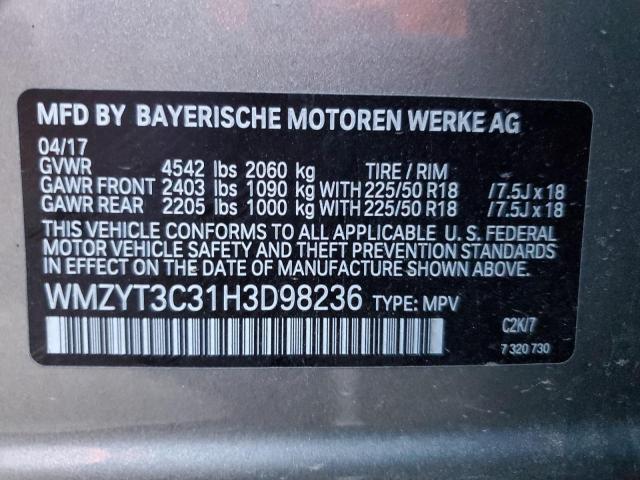 MFD BY BAYERISCHE MOTOREN WERKE AG
04/17
GVWR 4542 lbs 2060 kg TIRE / RIM
GAWR FRONT 2403 lbs 1090 kg WITH 225/50 R18 /7.5J x 18
GAWR REAR 2205 lbs 1000 kg WITH 225/50 R18 /7.5J x 18
THIS VEHICLE CONFORMS TO ALL APPLICABLE U.S. FEDERAL
MOTOR VEHICLE SAFETY AND THEFT PREVENTION STANDARDS
IN EFFECT ON THE DATE OF MANUFACTURE SHOWN ABOVE.
WMZYT3C31H3D98236 TYPE: MPV
C2K/7
7 320 730